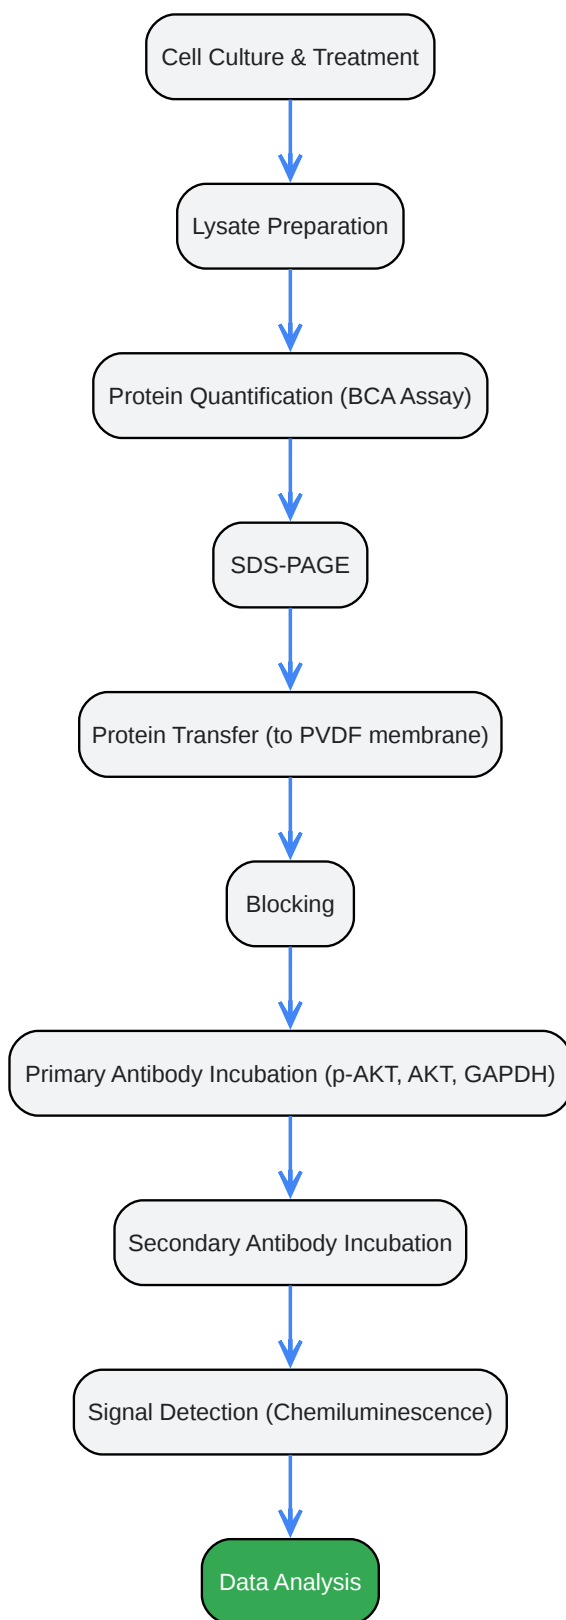 Cell Culture & Treatment
Lysate Preparation
Protein Quantification (BCA Assay)
SDS-PAGE
Protein Transfer (to PVDF membrane)
Blocking
Primary Antibody Incubation (p-AKT, AKT, GAPDH)
Secondary Antibody Incubation
Signal Detection (Chemiluminescence)
Data Analysis